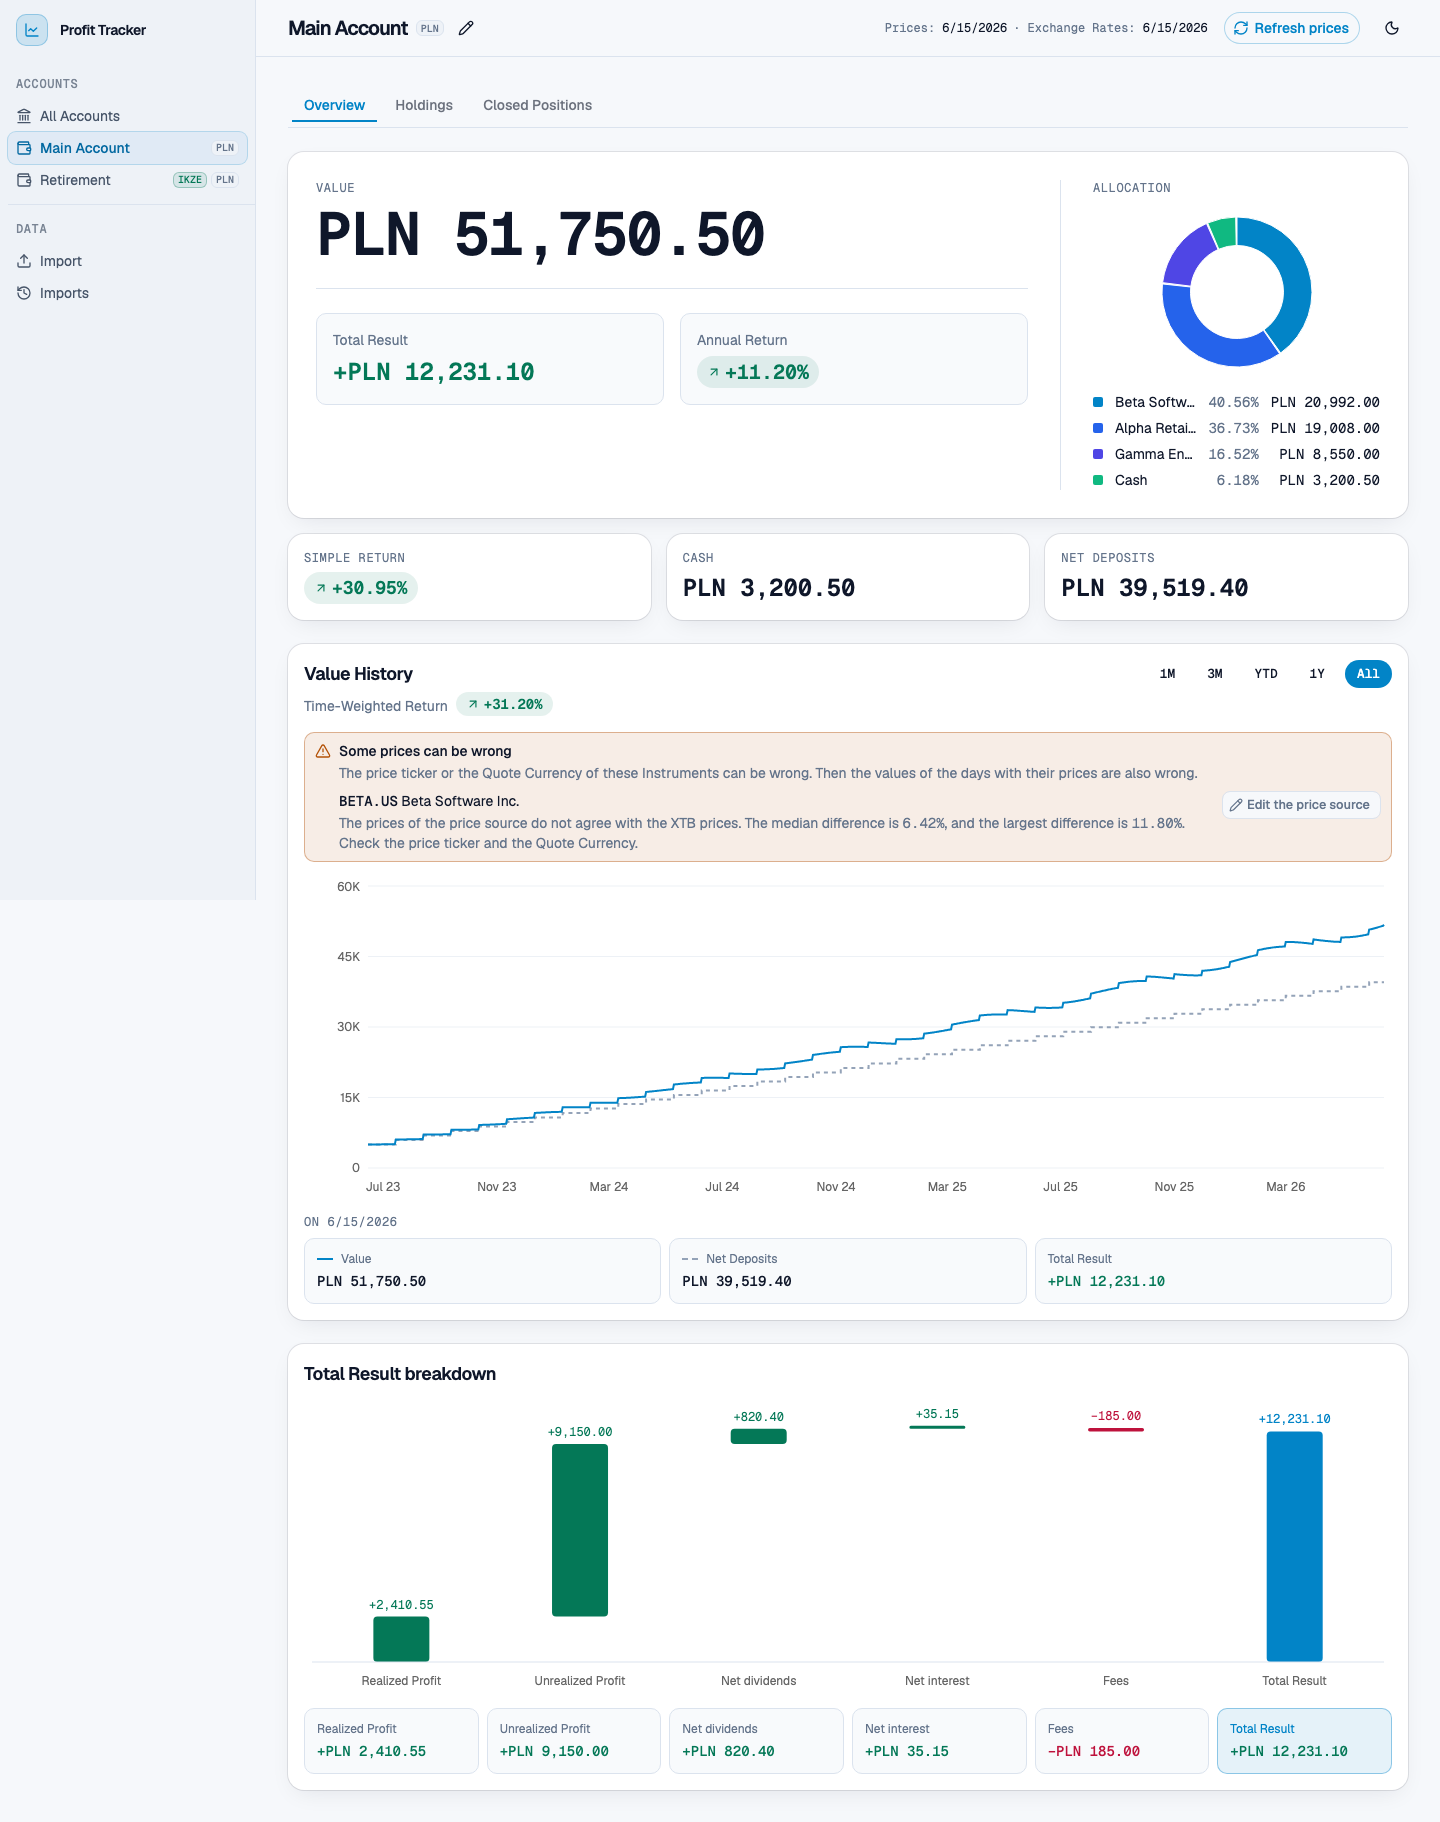 Profit Tracker
Main Account PLN
Prices: 6/15/2026 · Exchange Rates: 6/15/2026
Refresh prices
ACCOUNTS
All Accounts
Main Account PLN
Retirement IKZE PLN
DATA
Import
Imports
Overview Holdings Closed Positions
VALUE
PLN 51,750.50
Total Result
+PLN 12,231.10
Annual Return
+11.20%
ALLOCATION
Beta Softw… 40.56% PLN 20,992.00
Alpha Retai… 36.73% PLN 19,008.00
Gamma En… 16.52% PLN 8,550.00
Cash 6.18% PLN 3,200.50
SIMPLE RETURN
+30.95%
CASH
PLN 3,200.50
NET DEPOSITS
PLN 39,519.40
Value History
1M 3M YTD 1Y All
Time-Weighted Return +31.20%
Some prices can be wrong
The price ticker or the Quote Currency of these Instruments can be wrong. Then the values of the days with their prices are also wrong.
BETA.US Beta Software Inc.
Edit the price source
The prices of the price source do not agree with the XTB prices. The median difference is 6.42%, and the largest difference is 11.80%.
Check the price ticker and the Quote Currency.
60K
45K
30K
15K
0
Jul 23 Nov 23 Mar 24 Jul 24 Nov 24 Mar 25 Jul 25 Nov 25 Mar 26
ON 6/15/2026
Value
PLN 51,750.50
Net Deposits
PLN 39,519.40
Total Result
+PLN 12,231.10
Total Result breakdown
+2,410.55
+9,150.00
+820.40
+35.15
−185.00
+12,231.10
Realized Profit Unrealized Profit Net dividends Net interest Fees Total Result
Realized Profit
+PLN 2,410.55
Unrealized Profit
+PLN 9,150.00
Net dividends
+PLN 820.40
Net interest
+PLN 35.15
Fees
−PLN 185.00
Total Result
+PLN 12,231.10